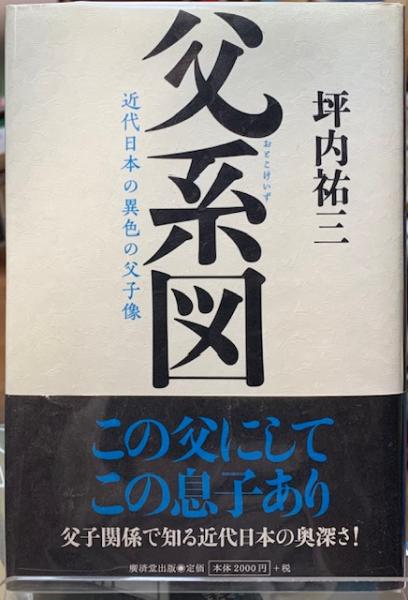 坪内祐三
父系図
おとこけいず
近代日本の異色の父子像
この父にして
この息子あり
父子関係で知る近代日本の奥深さ!
廣済堂出版◉定価 本体2000円 +税